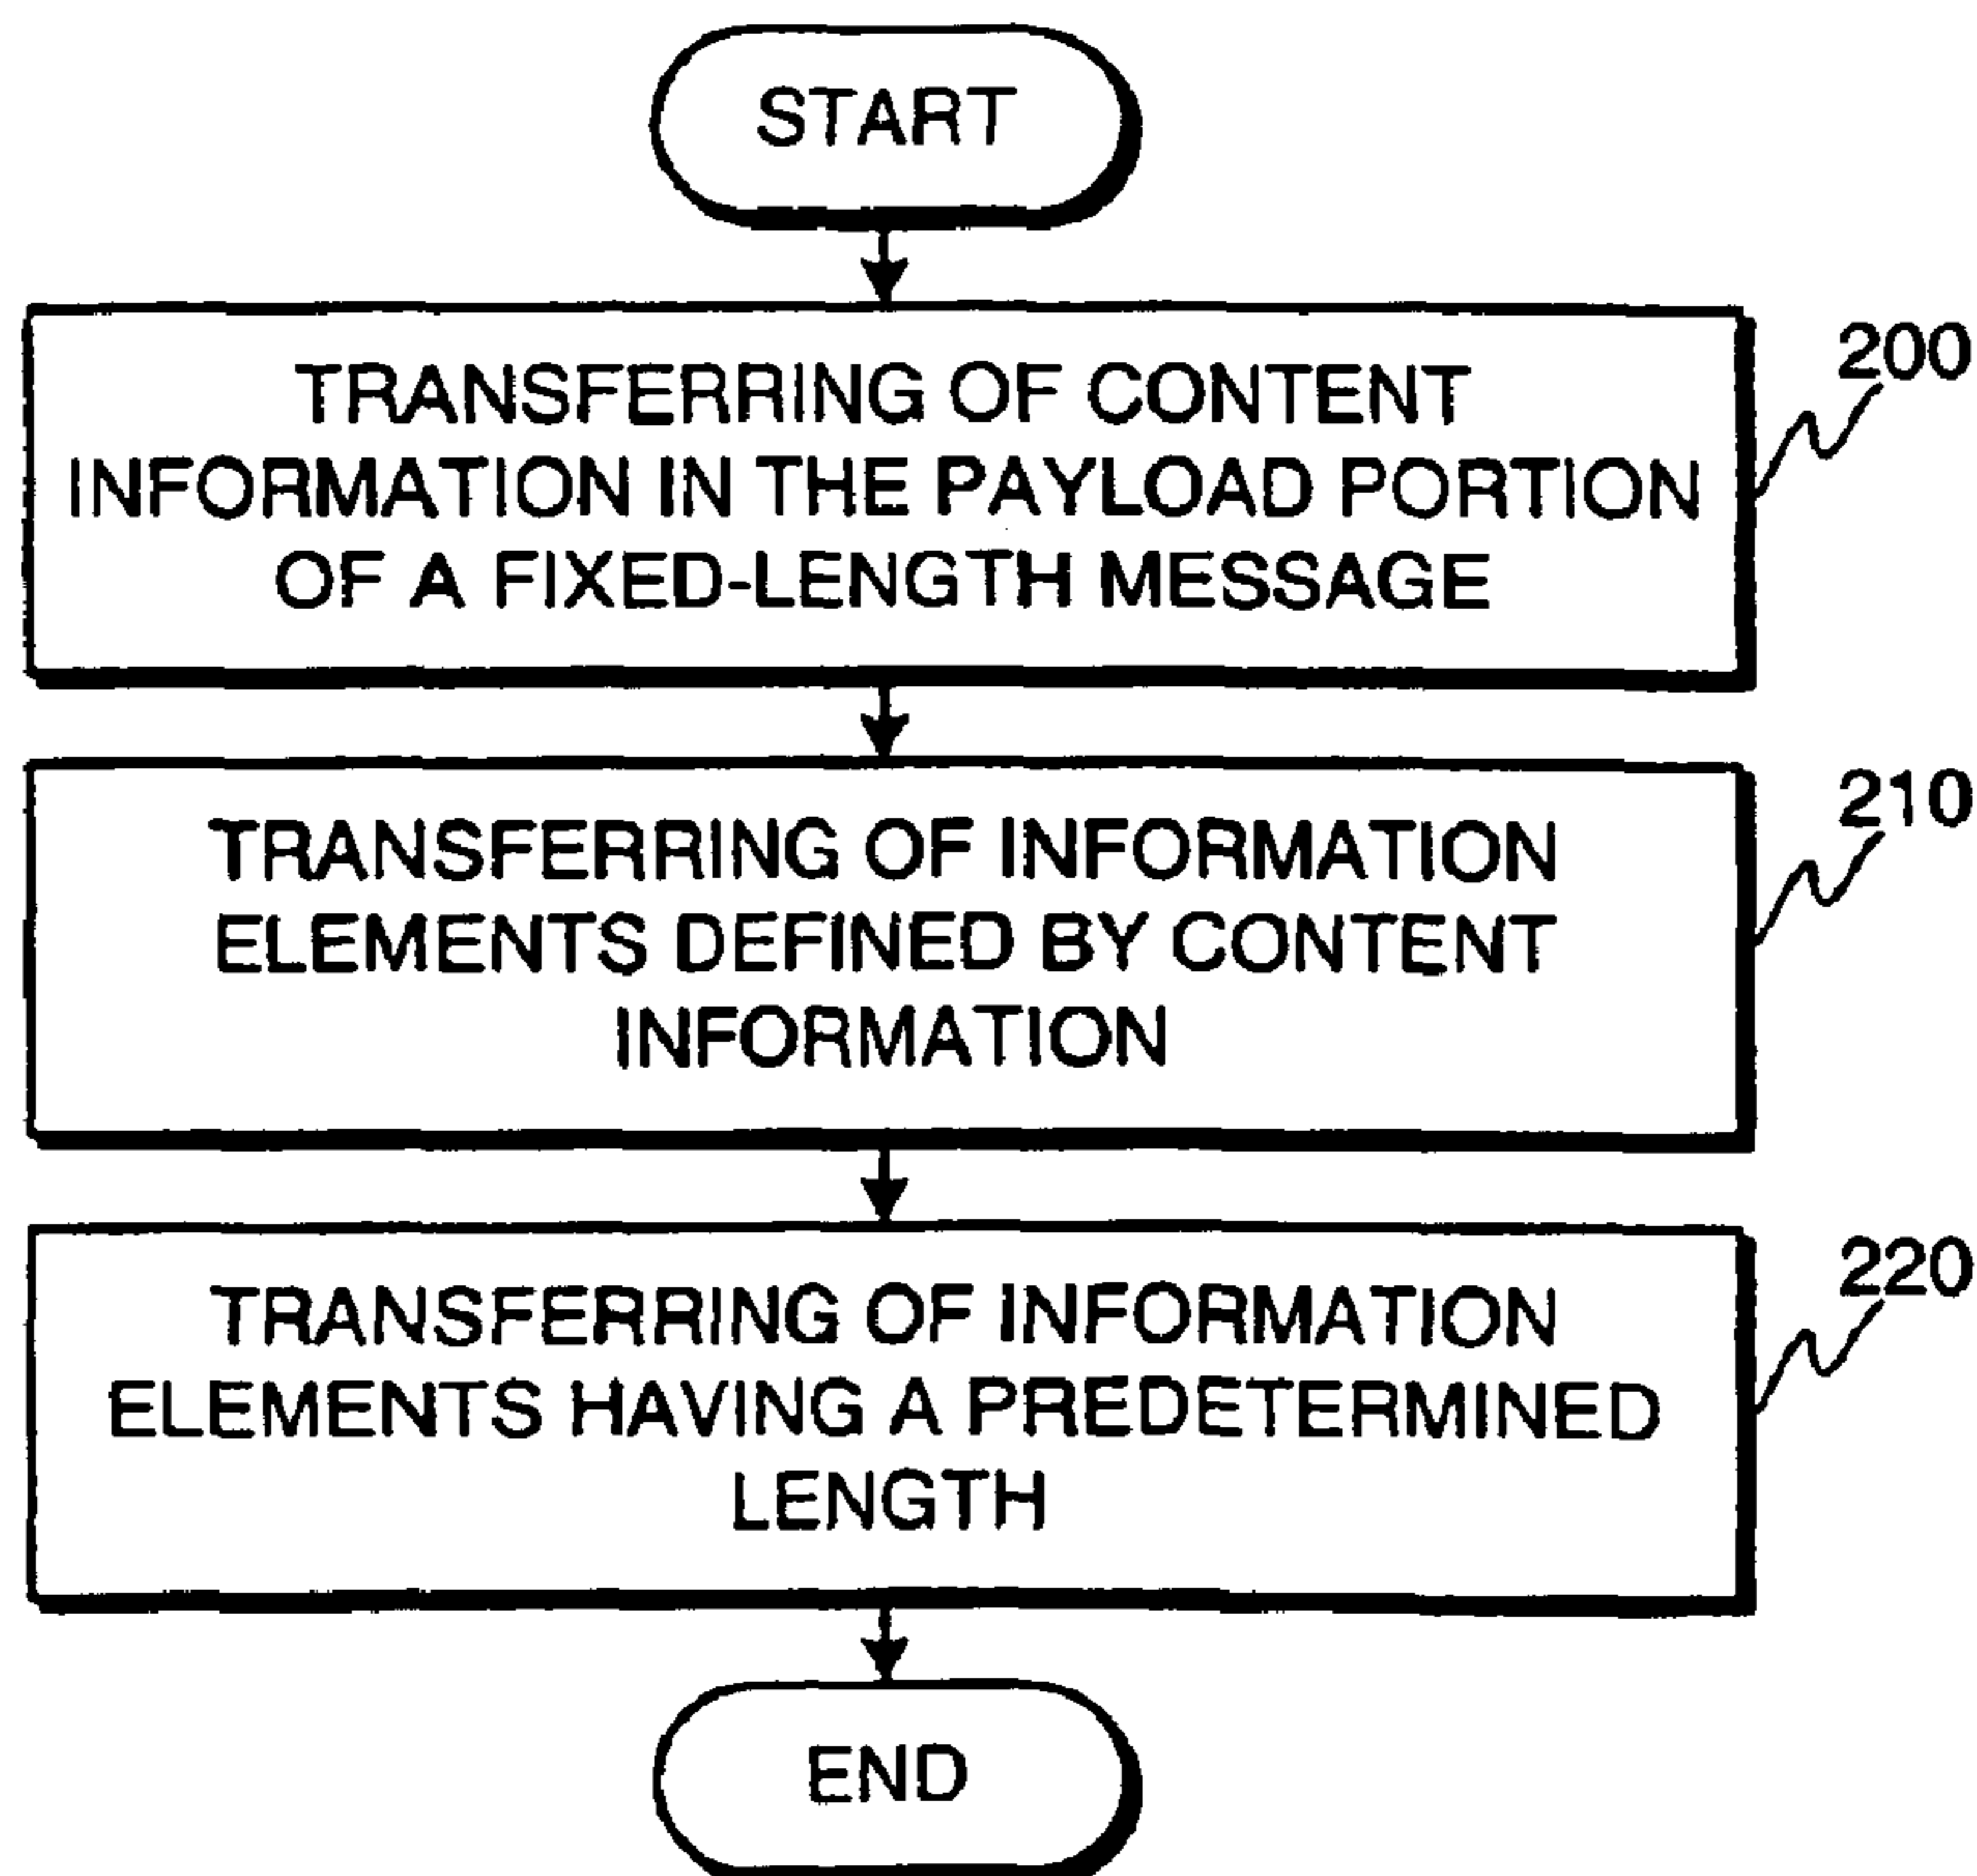 START
TRANSFERRING OF CONTENT
INFORMATION IN THE PAYLOAD PORTION
OF A FIXED-LENGTH MESSAGE
200
TRANSFERRING OF INFORMATION
ELEMENTS DEFINED BY CONTENT
INFORMATION
210
TRANSFERRING OF INFORMATION
ELEMENTS HAVING A PREDETERMINED
LENGTH
220
END